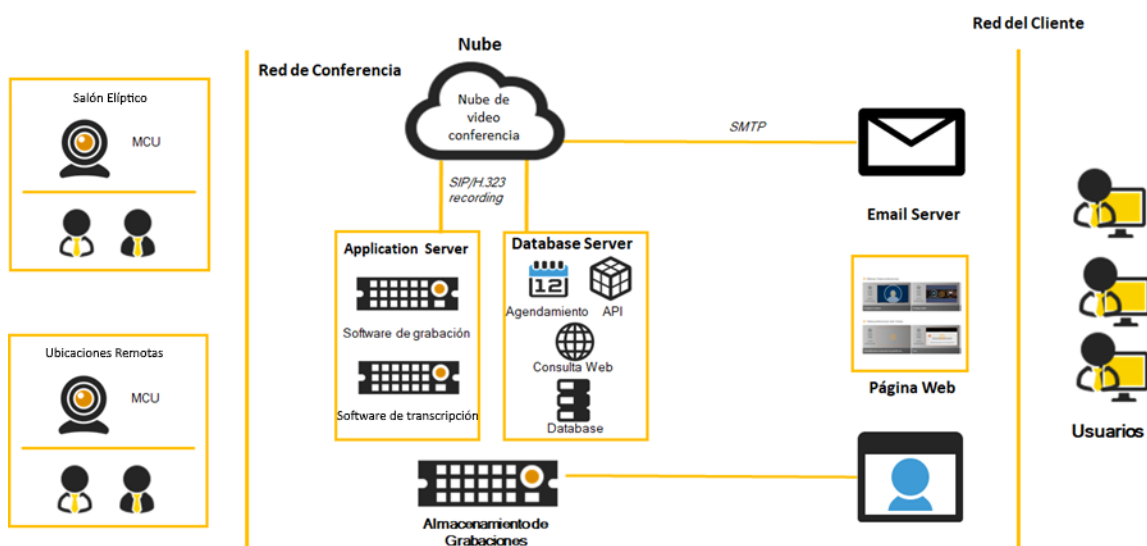 Red del Cliente
Nube
Red de Conferencia
Salón Elíptico
MCU
Nube de
video
conferencia
SMTP
SIP/H.323
recording
Email Server
Application Server
Software de grabación
Software de transcripción
Database Server
12
Agendamiento
API
Consulta Web
Database
Ubicaciones Remotas
MCU
Página Web
Usuarios
Almacenamiento de
Grabaciones